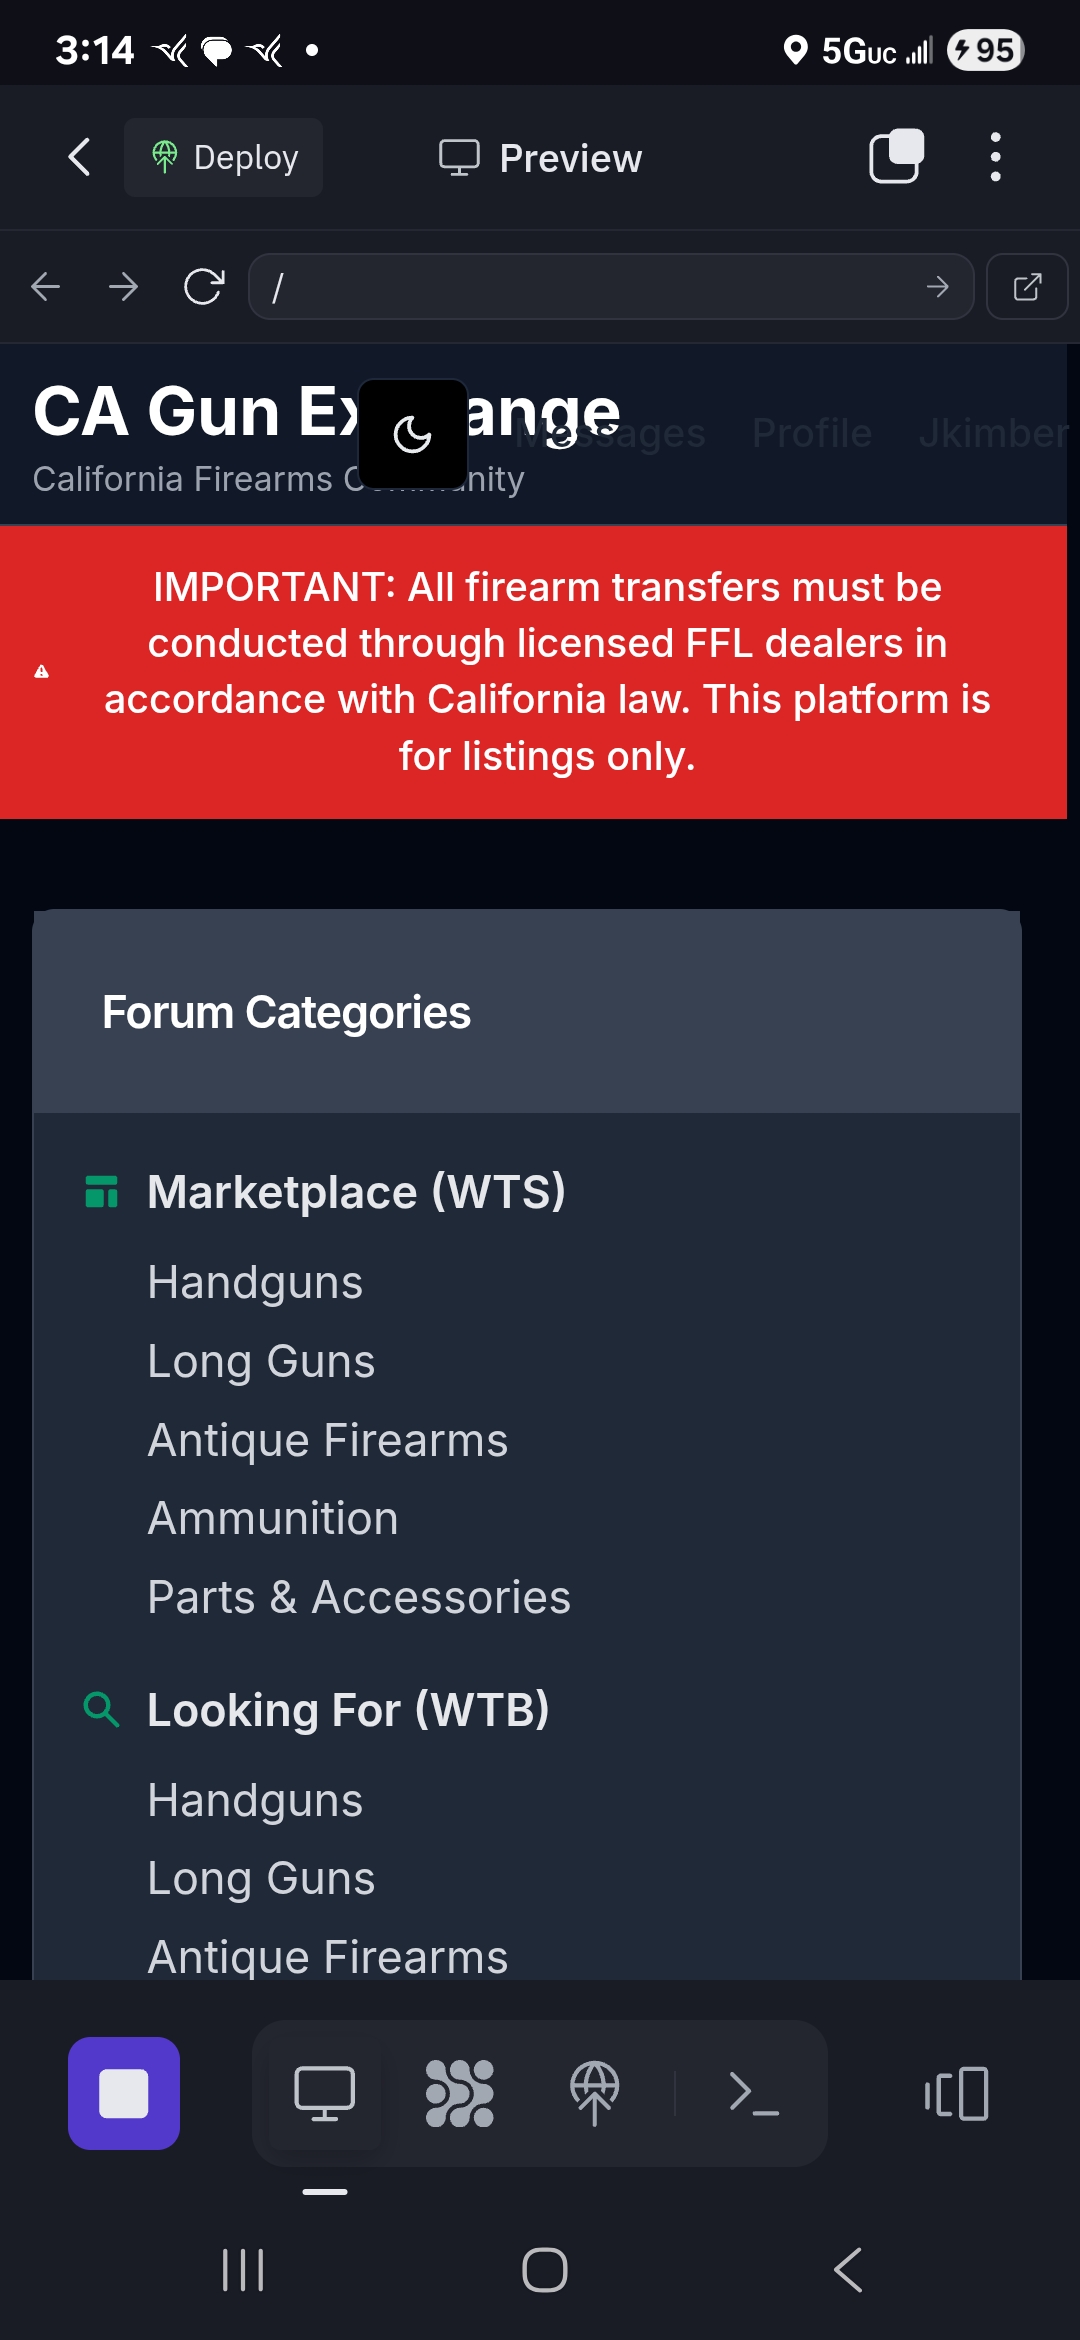 3:14
5GUC
95
Deploy
Preview
/
CA Gun Ex ange
Messages Profile Jkimber
California Firearms C nity
IMPORTANT: All firearm transfers must be
conducted through licensed FFL dealers in
accordance with California law. This platform is
for listings only.
Forum Categories
Marketplace (WTS)
Handguns
Long Guns
Antique Firearms
Ammunition
Parts & Accessories
Looking For (WTB)
Handguns
Long Guns
Antique Firearms